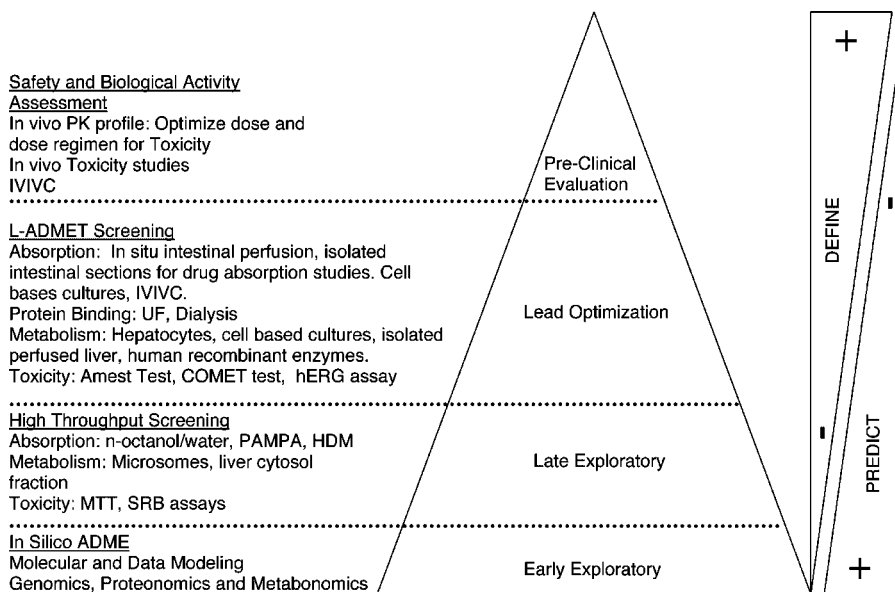 Safety and Biological Activity
Assessment
In vivo PK profile: Optimize dose and
dose regimen for Toxicity
In vivo Toxicity studies
IVIVC
Pre-Clinical
Evaluation
L-ADMET Screening
Absorption: In situ intestinal perfusion, isolated
intestinal sections for drug absorption studies. Cell
bases cultures, IVIVC.
Protein Binding: UF, Dialysis
Metabolism: Hepatocytes, cell based cultures, isolated
perfused liver, human recombinant enzymes.
Toxicity: Amest Test, COMET test, hERG assay
Lead Optimization
High Throughput Screening
Absorption: n-octanol/water, PAMPA, HDM
Metabolism: Microsomes, liver cytosol
fraction
Toxicity: MTT, SRB assays
Late Exploratory
In Silico ADME
Molecular and Data Modeling
Genomics, Proteonomics and Metabonomics
Early Exploratory
+
DEFINE
-
-
PREDICT
+